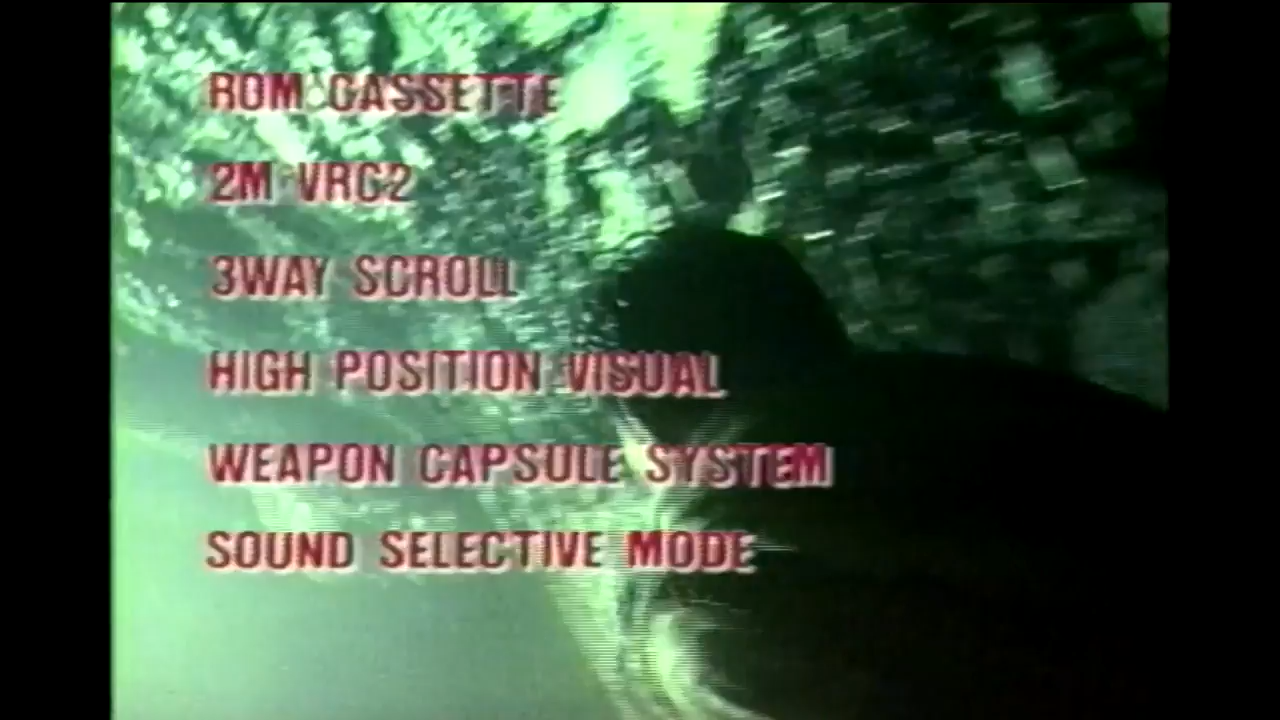 ROM CASSETTE
2M VRC2
3WAY SCROLL
HIGH POSITION VISUAL
WEAPON CAPSULE SYSTEM
SOUND SELECTIVE MODE